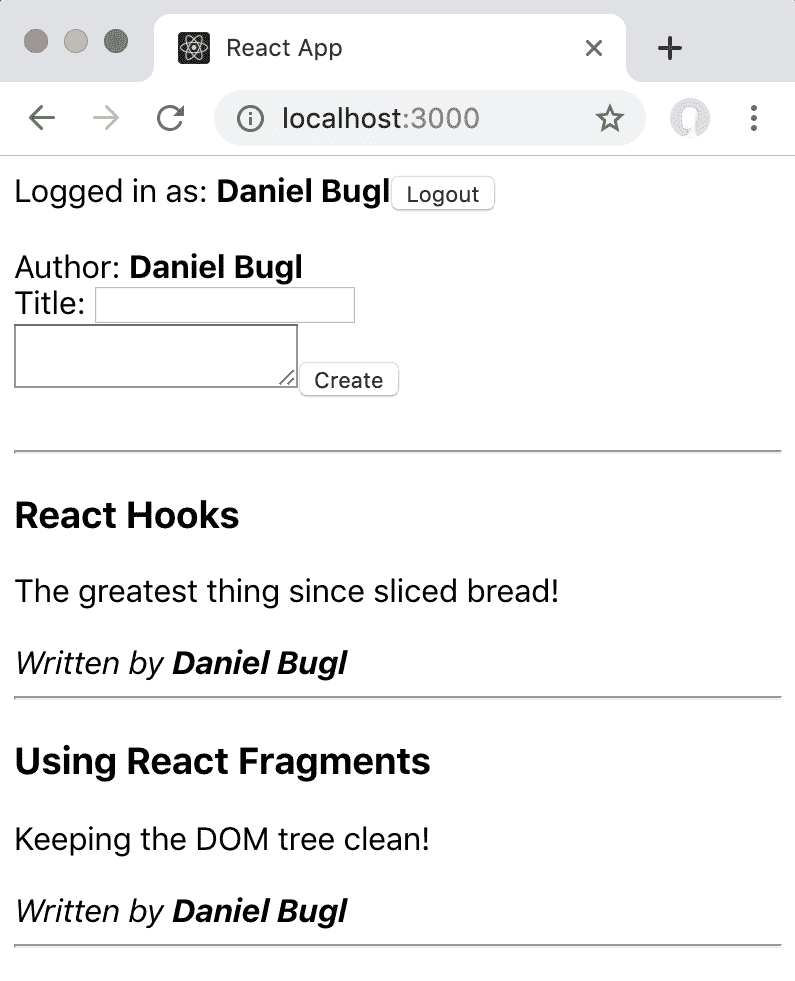 React App
localhost:3000
Logged in as: Daniel Bugl Logout
Author: Daniel Bugl
Title:
Create
React Hooks
The greatest thing since sliced bread!
Written by Daniel Bugl
Using React Fragments
Keeping the DOM tree clean!
Written by Daniel Bugl